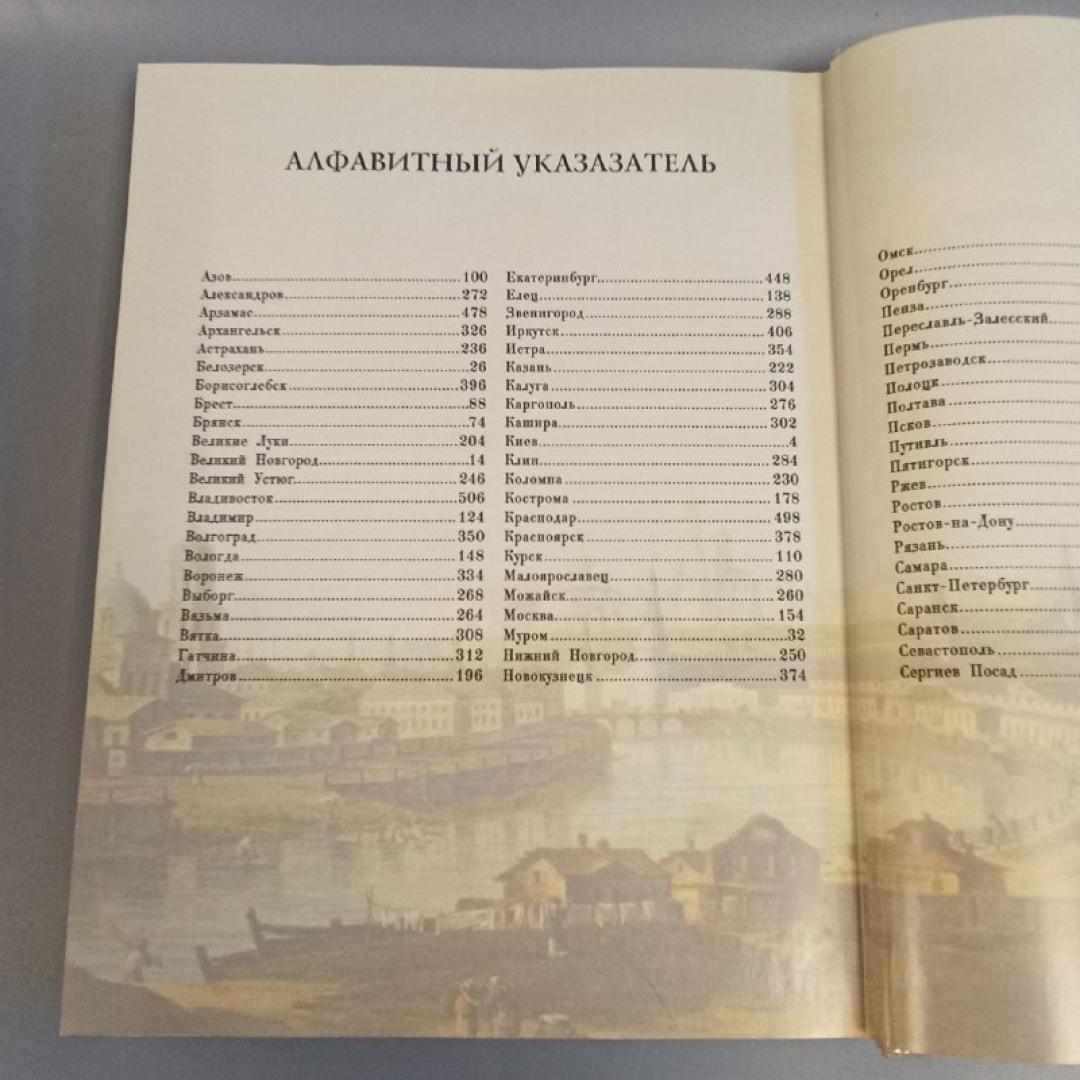 АЛФАВИТНЫЙ УКАЗАЗАТЕЛЬ
Азов 100
Александров 272
Арзамас 478
Архангельск 326
Астрахань 236
Белозерск 26
Борисоглебск 396
Брест 88
Брянск 74
Великие Луки 204
Великий Новгород 14
Великий Устюг 246
Владивосток 506
Владимир 124
Волгоград 350
Вологда 148
Воронеж 334
Выборг 268
Вязьма 264
Вятка 308
Гатчина 312
Дмитров 196
Екатеринбург 448
Елец 138
Звенигород 288
Иркутск 406
Истра 354
Казань 222
Калуга 304
Каргополь 276
Кашира 302
Киев 4
Клин 284
Коломна 230
Кострома 178
Краснодар 498
Красноярск 378
Курск 110
Малоярославец 280
Можайск 260
Москва 154
Муром 32
Нижний Новгород 250
Новокузнецк 374
Омск
Орел
Оренбург
Пенза
Переславль-Залесский
Пермь
Петрозаводск
Полоцк
Полтава
Псков
Путивль
Пятигорск
Ржев
Ростов
Ростов-на-Дону
Рязань
Самара
Санкт-Петербург
Саранск
Саратов
Севастополь
Сергиев Посад